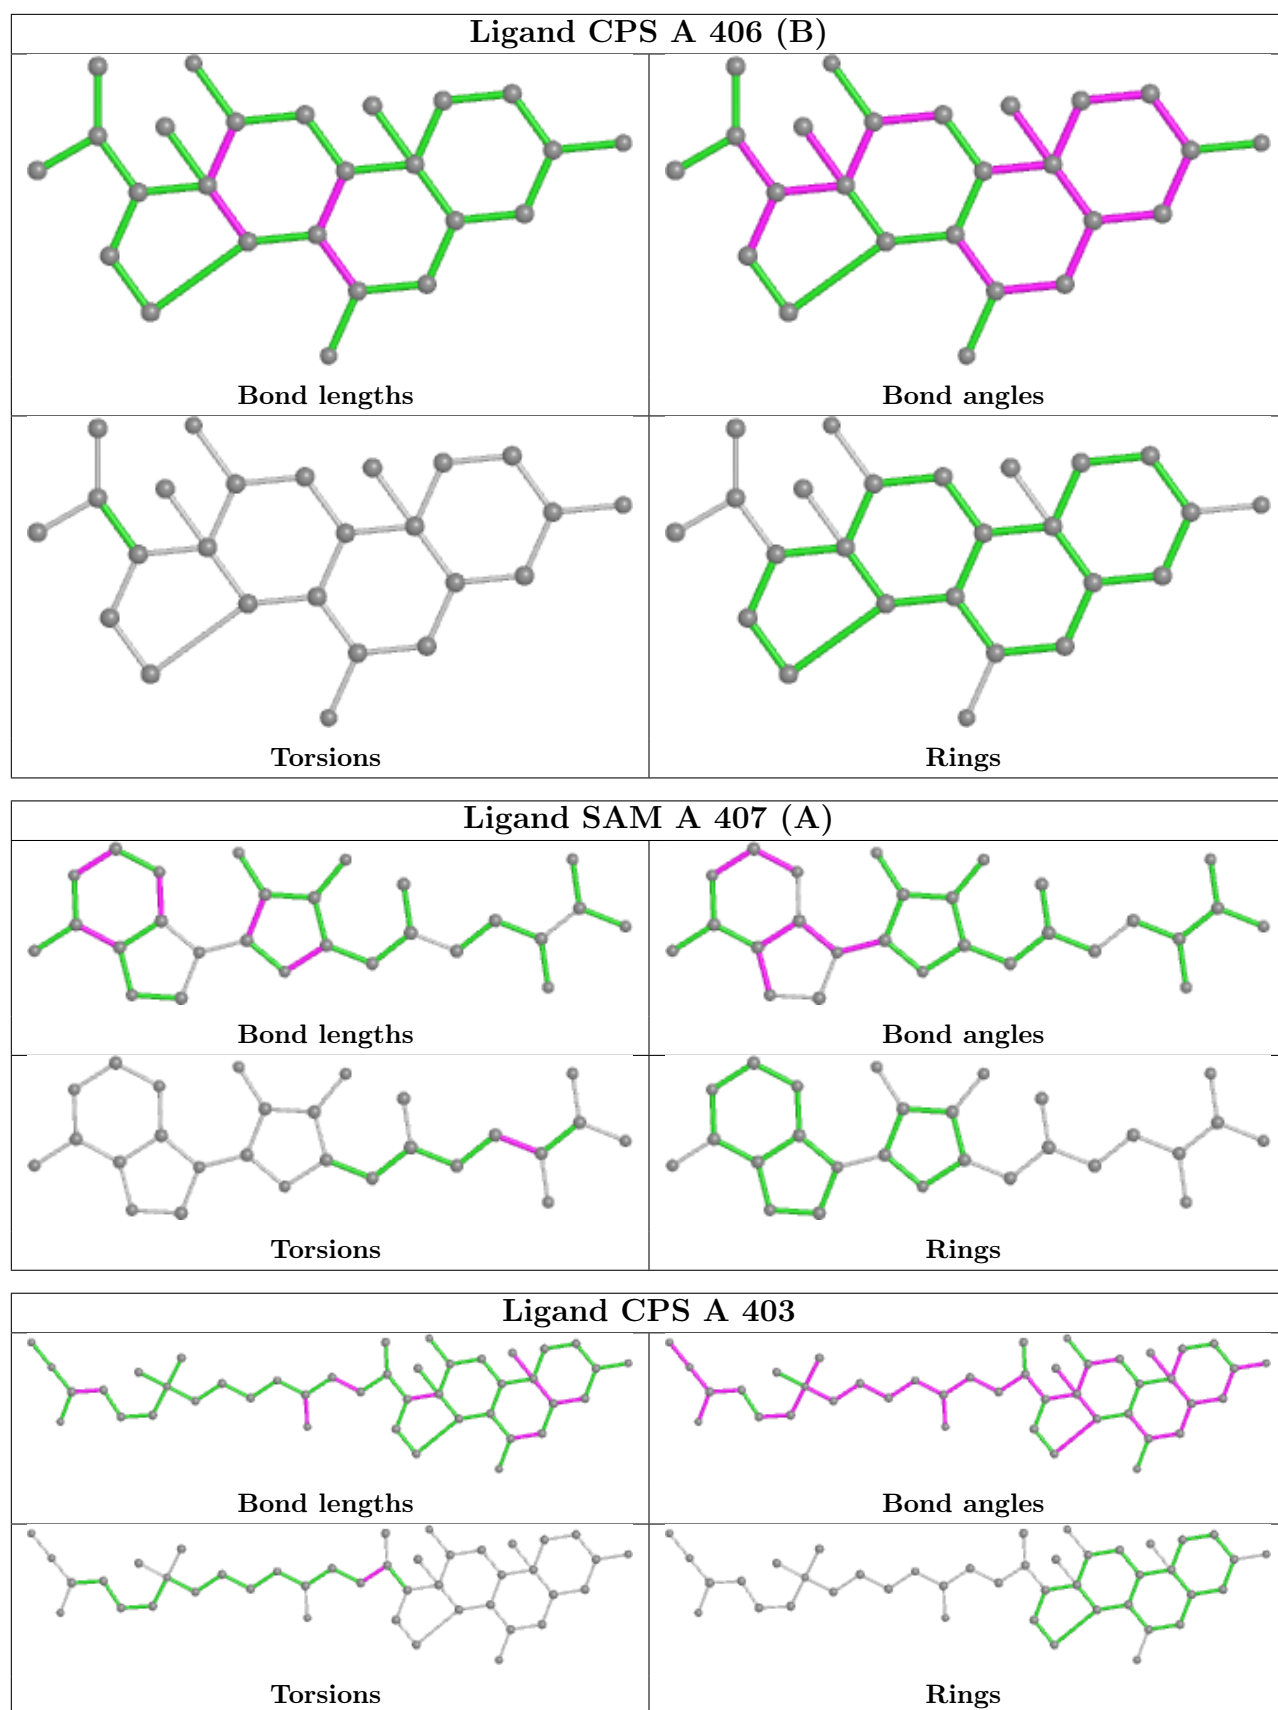 Ligand CPS A 406 (B)
Bond lengths
Bond angles
Torsions
Rings
Ligand SAM A 407 (A)
Bond lengths
Bond angles
Torsions
Rings
Ligand CPS A 403
Bond lengths
Bond angles
Torsions
Rings